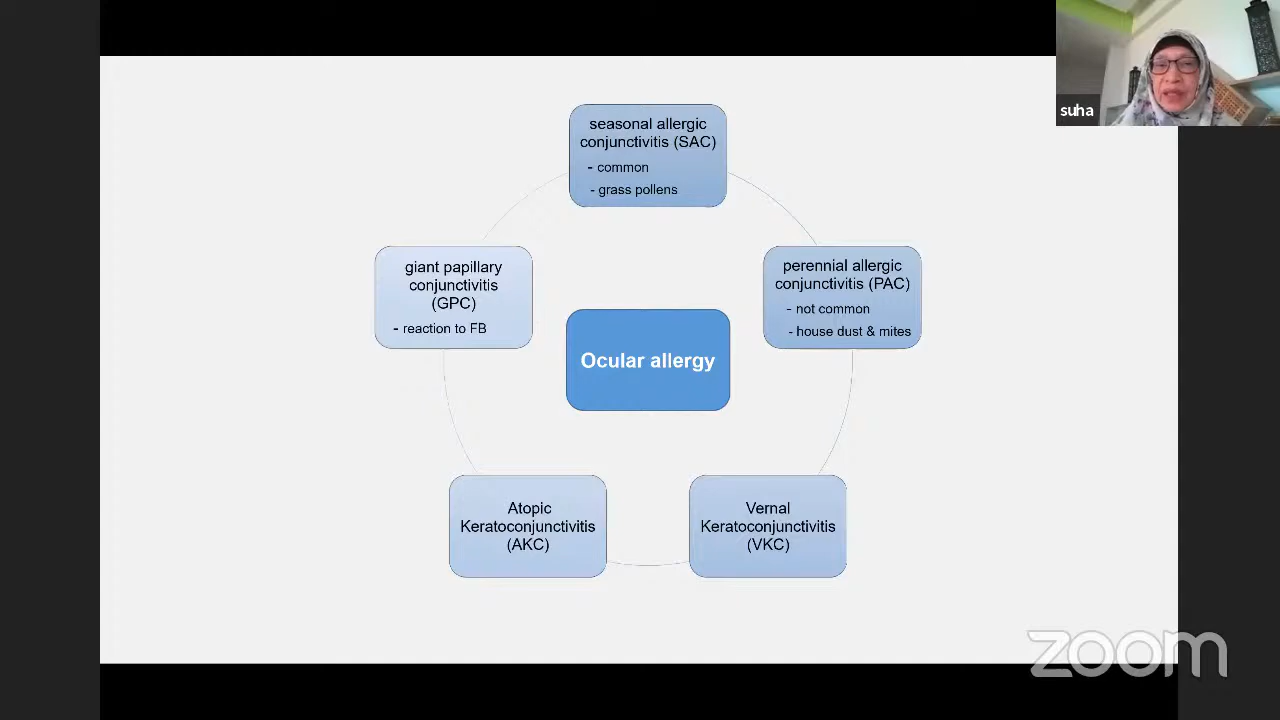 suha
seasonal allergic
conjunctivitis (SAC)
- common
- grass pollens
giant papillary
conjunctivitis
(GPC)
- reaction to FB
perennial allergic
conjunctivitis (PAC)
- not common
- house dust & mites
Ocular allergy
Atopic
Keratoconjunctivitis
(AKC)
Vernal
Keratoconjunctivitis
(VKC)
zoom